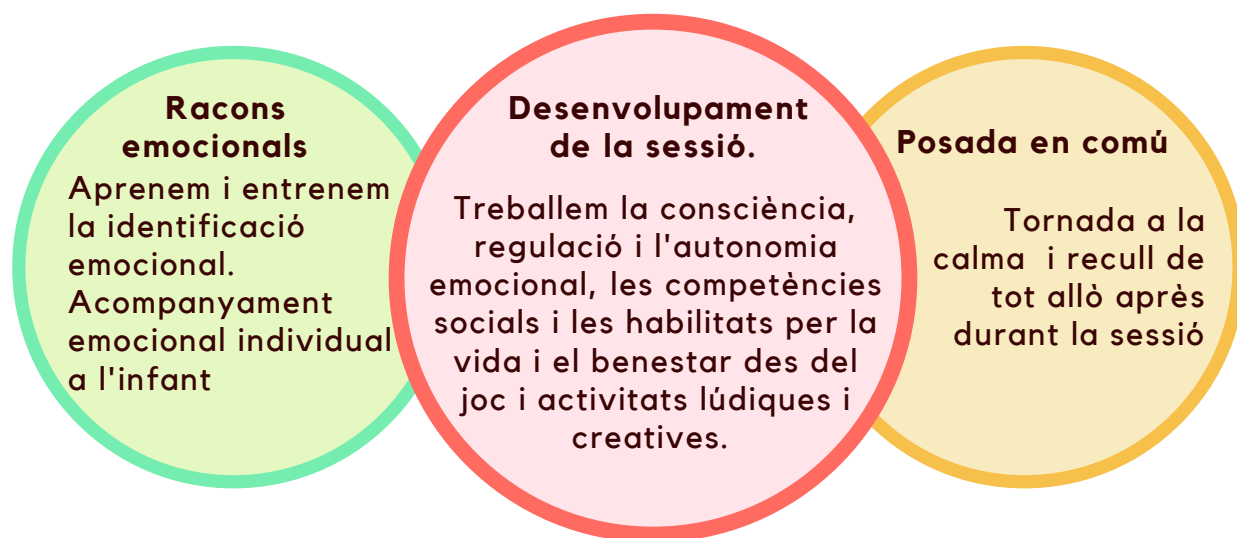 Racons
emocionals
Aprenem i entrenem
la identificació
emocional.
Acompanyament
emocional individual
a l'infant
Desenvolupament
de la sessió.
Treballem la consciència,
regulació i l'autonomia
emocional, les competències
socials i les habilitats per la
vida i el benestar des del
joc i activitats lúdiques i
creatives.
Posada en comú
Tornada a la
calma  i recull de
tot allò après
durant la sessió